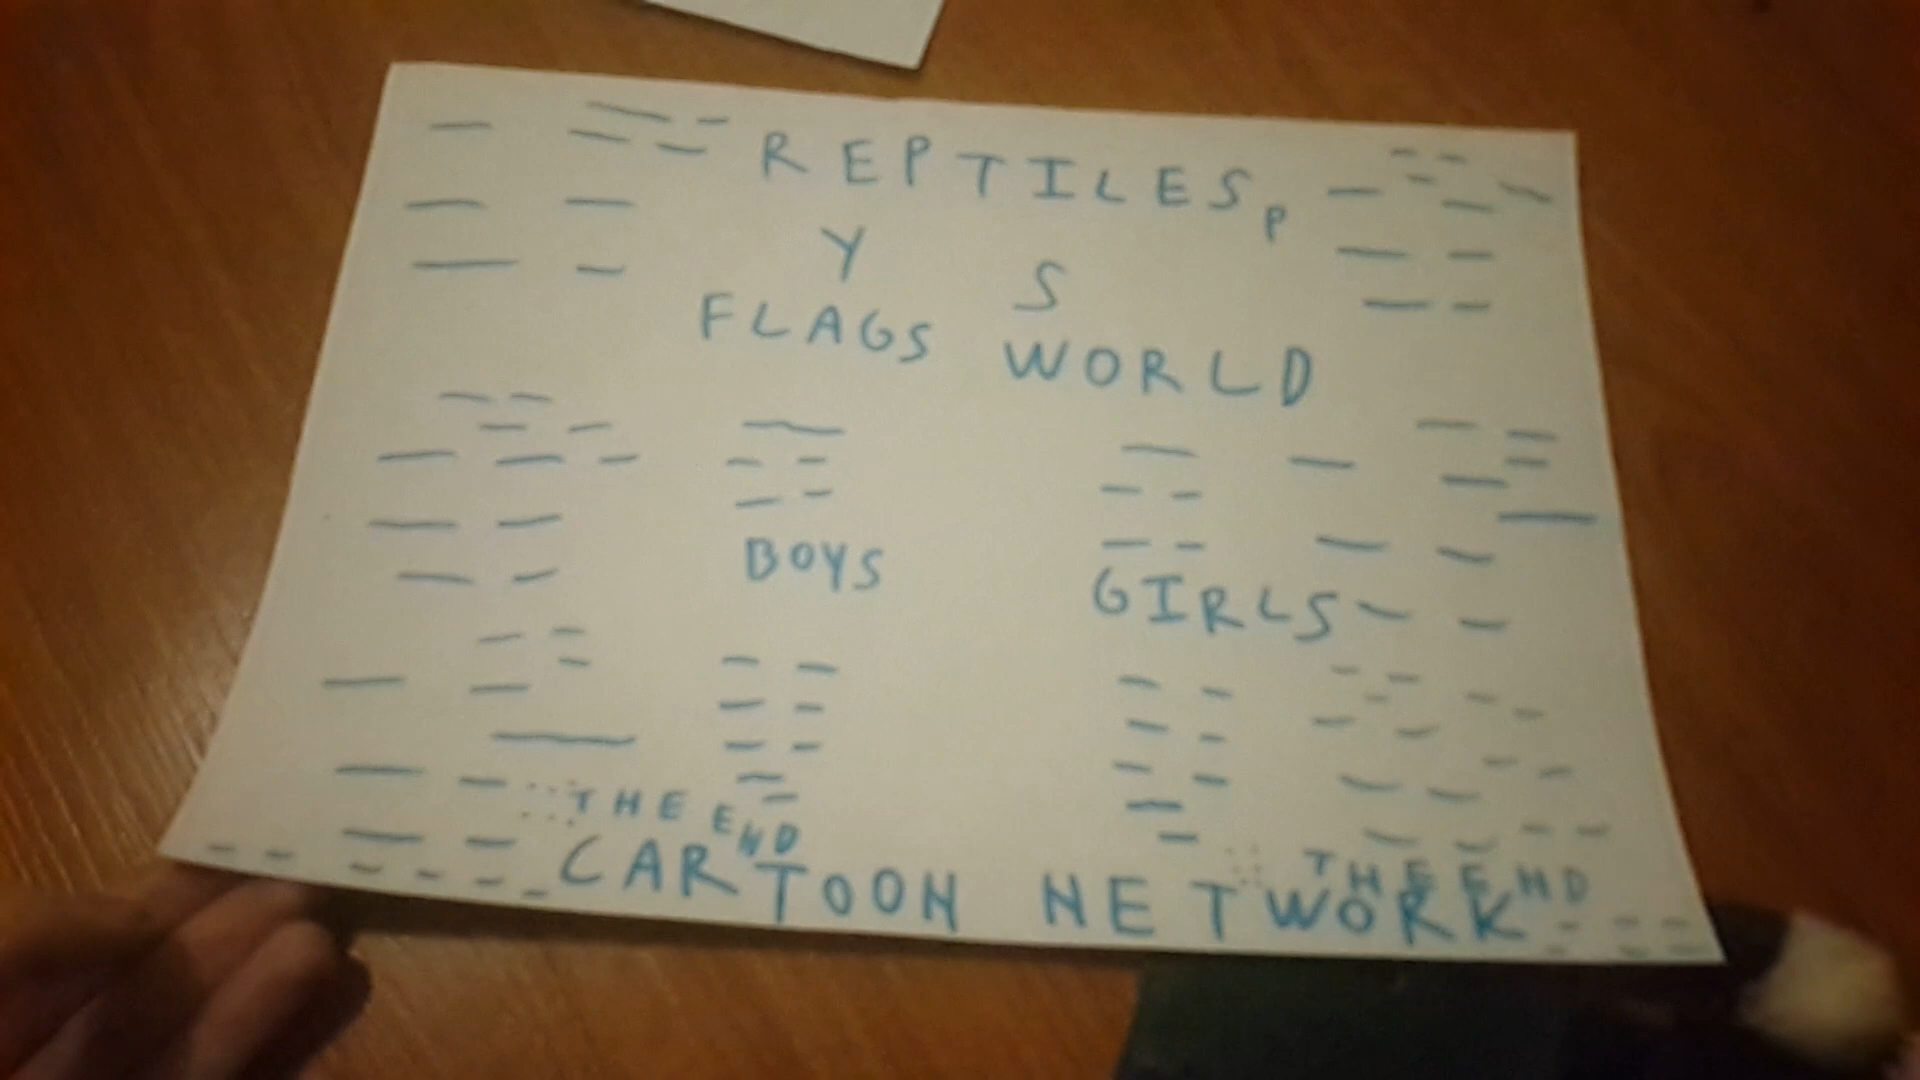 REPTILES
P
Y
S
FLAGS WORLD
BOYS
GIRLS
THE END
CARTOON NETWORK
THE END